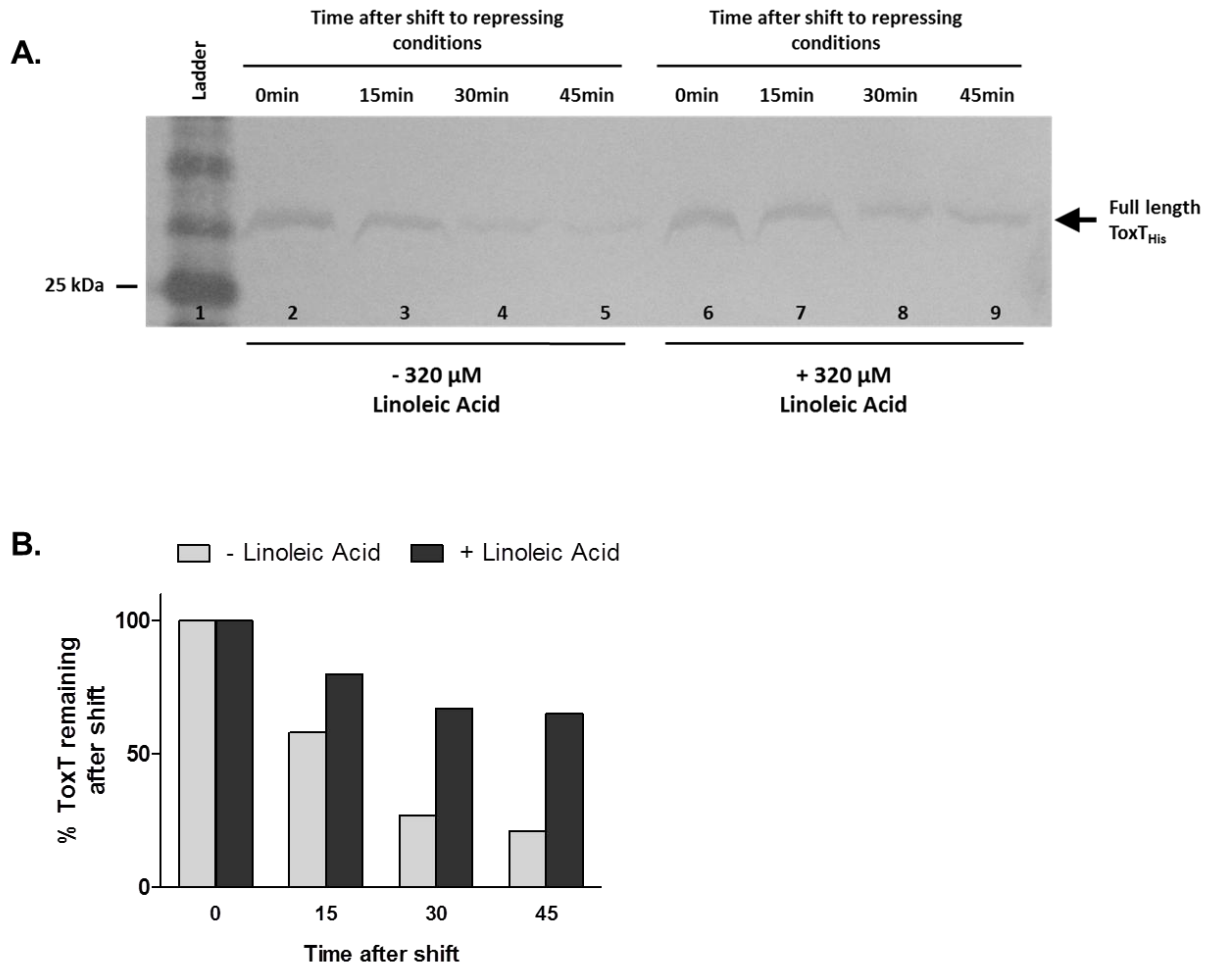 A.
Ladder
Time after shift to repressing
conditions
Time after shift to repressing
conditions
0min 15min 30min 45min 0min 15min 30min 45min
Full length
ToxTHis
25 kDa
1 2 3 4 5 6 7 8 9
- 320 µM
Linoleic Acid
+ 320 µM
Linoleic Acid
B.
- Linoleic Acid + Linoleic Acid
% ToxT remaining
after shift
100
50
0
0 15 30 45
Time after shift